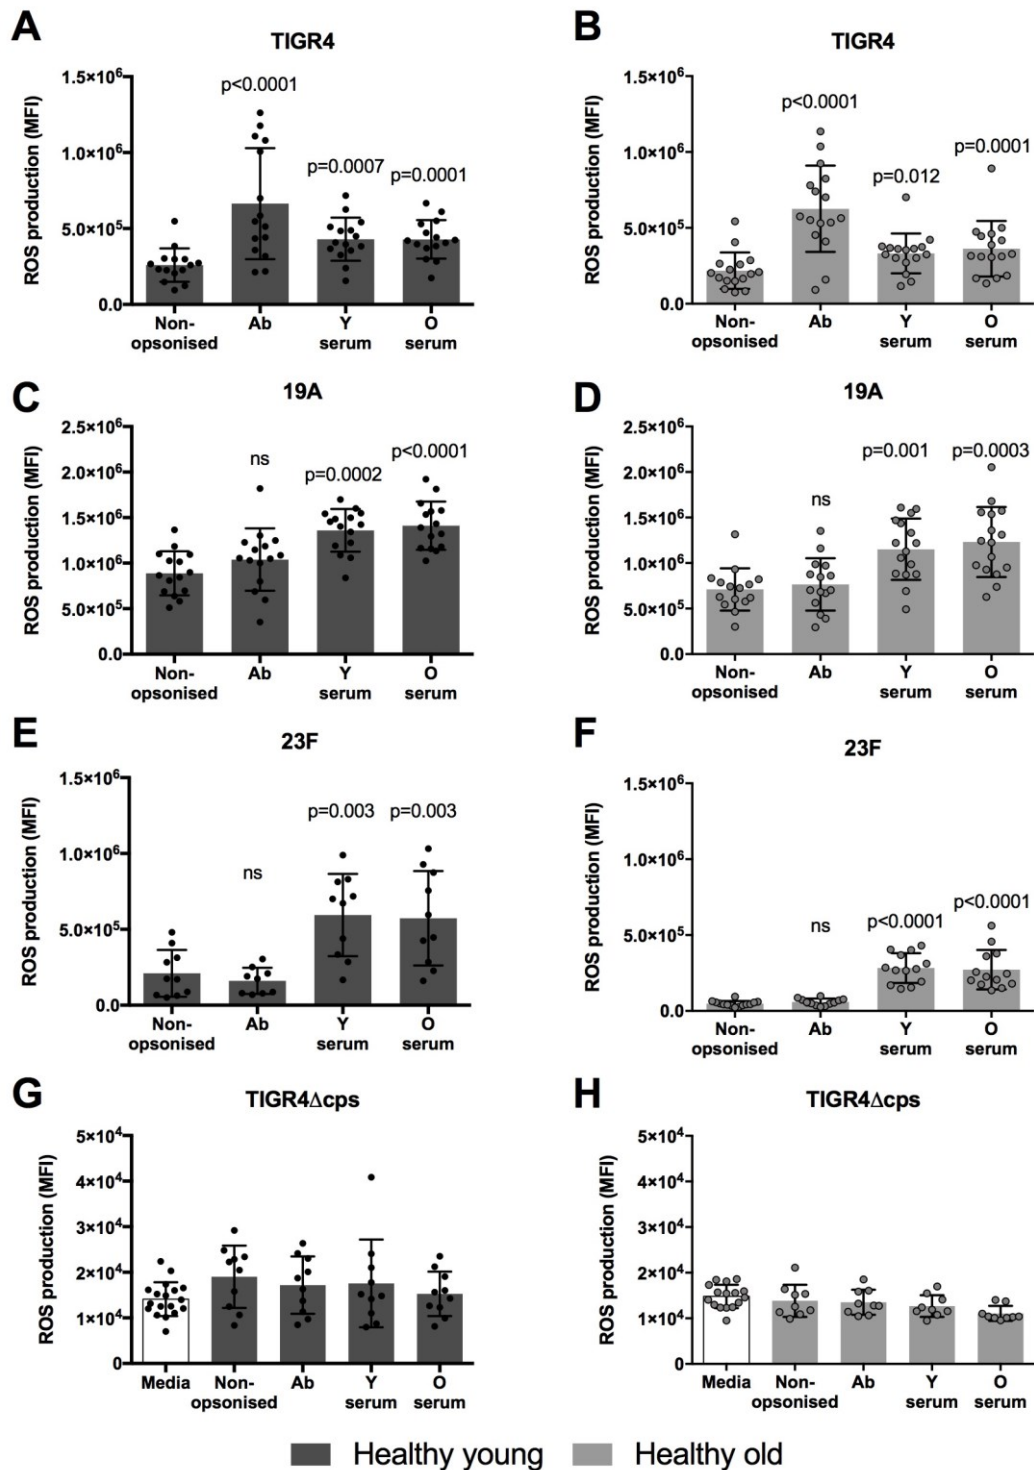 A
TIGR4
ROS production (MFI)
1.5×10⁶
1.0×10⁶
5.0×10⁵
0.0
p<0.0001
p=0.0007
p=0.0001
Non-
opsonised
Ab
Y
serum
O
serum
B
TIGR4
ROS production (MFI)
1.5×10⁶
1.0×10⁶
5.0×10⁵
0.0
p<0.0001
p=0.012
p=0.0001
Non-
opsonised
Ab
Y
serum
O
serum
C
19A
ROS production (MFI)
2.5×10⁶
2.0×10⁶
1.5×10⁶
1.0×10⁶
5.0×10⁵
0.0
ns
p=0.0002
p<0.0001
Non-
opsonised
Ab
Y
serum
O
serum
D
19A
ROS production (MFI)
2.5×10⁶
2.0×10⁶
1.5×10⁶
1.0×10⁶
5.0×10⁵
0.0
ns
p=0.001
p=0.0003
Non-
opsonised
Ab
Y
serum
O
serum
E
23F
ROS production (MFI)
1.5×10⁶
1.0×10⁶
5.0×10⁵
0.0
ns
p=0.003
p=0.003
Non-
opsonised
Ab
Y
serum
O
serum
F
23F
ROS production (MFI)
1.5×10⁶
1.0×10⁶
5.0×10⁵
0.0
ns
p<0.0001
p<0.0001
Non-
opsonised
Ab
Y
serum
O
serum
G
TIGR4Δcps
ROS production (MFI)
5×10⁴
4×10⁴
3×10⁴
2×10⁴
1×10⁴
0
Media
Non-
opsonised
Ab
Y
serum
O
serum
H
TIGR4Δcps
ROS production (MFI)
5×10⁴
4×10⁴
3×10⁴
2×10⁴
1×10⁴
0
Media
Non-
opsonised
Ab
Y
serum
O
serum
Healthy young
Healthy old